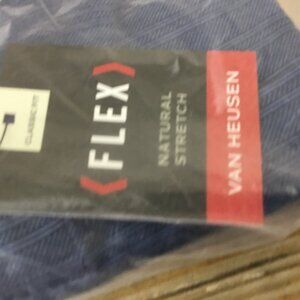 CLASSIC FIT
FLEX
NATURAL
STRETCH
VAN HEUSEN